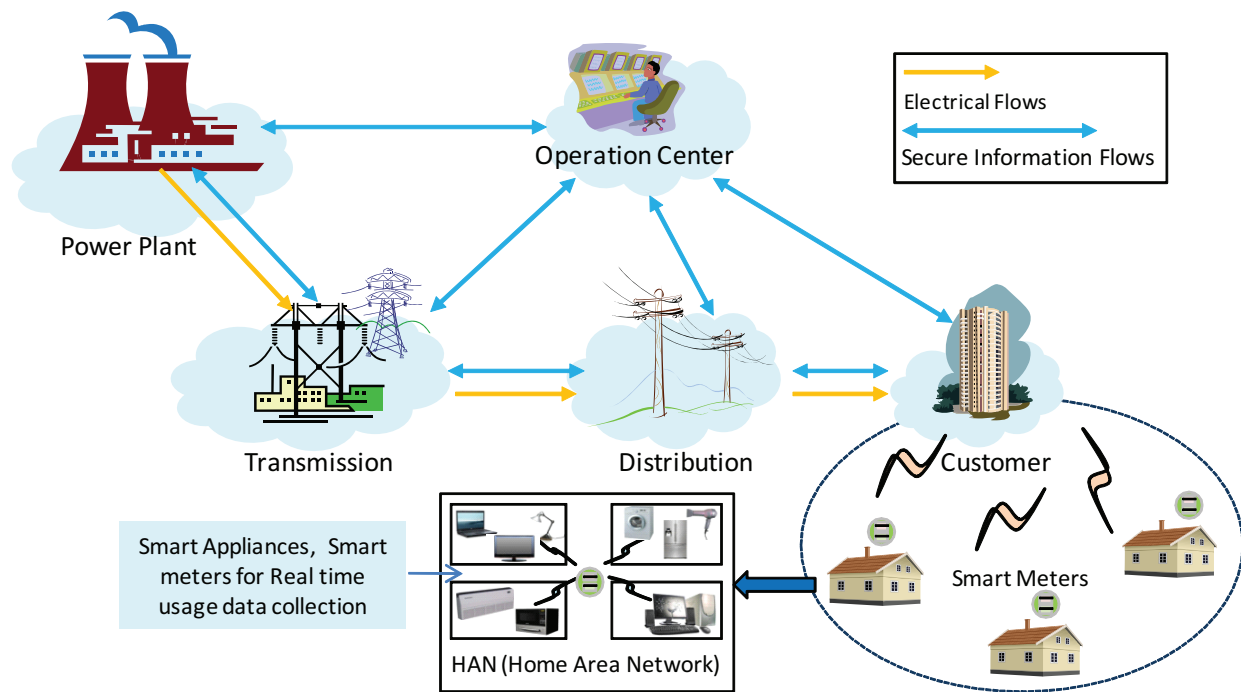 Operation Center
Electrical Flows
Secure Information Flows
Power Plant
Transmission
Distribution
Customer
Smart Appliances, Smart
meters for Real time
usage data collection
Smart Meters
HAN (Home Area Network)